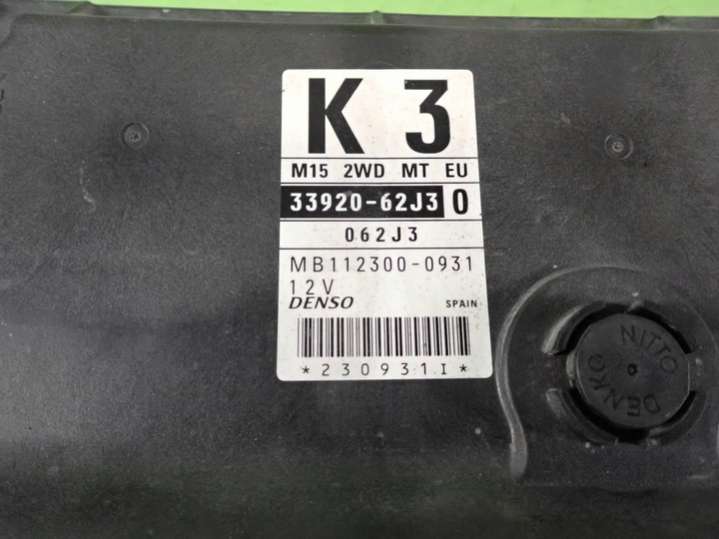 K 3
M15 2WD MT EU
33920-62J3 0
062J3
MB112300-0931
12V
DENSO SPAIN
*230931I*
NITTO
DENKO